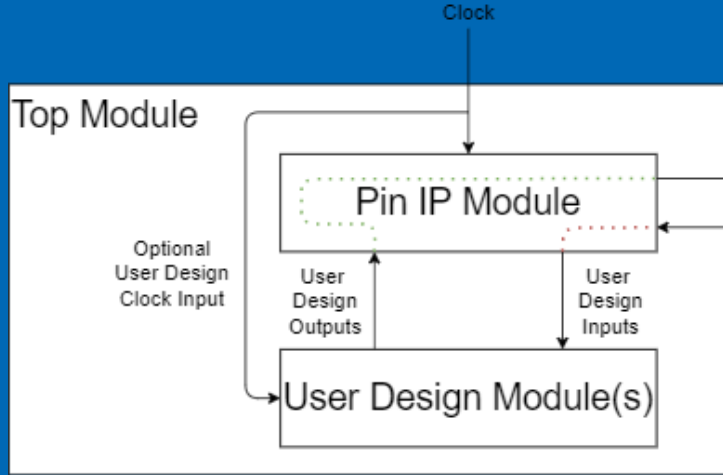 Clock
Top Module
Pin IP Module
Optional
User Design
Clock Input
User
Design
Outputs
User
Design
Inputs
User Design Module(s)